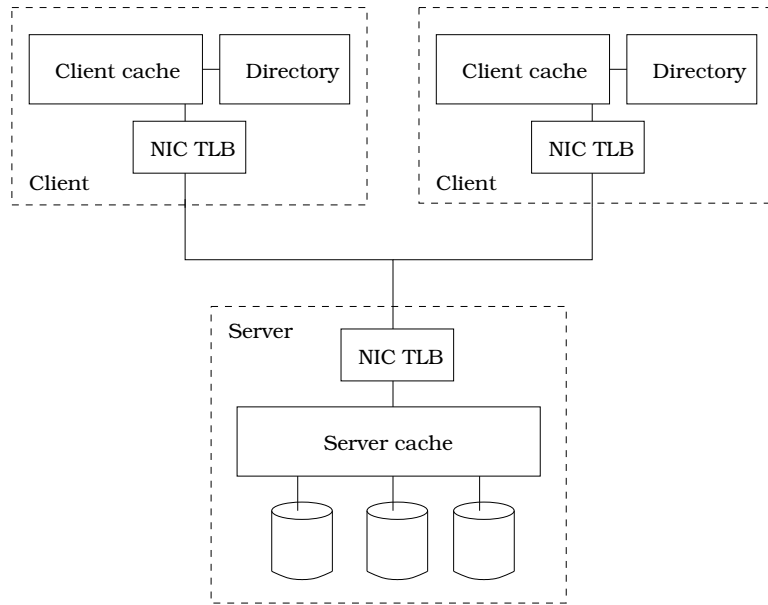 Client cache
Directory
NIC TLB
Client
Client cache
Directory
NIC TLB
Client
Server
NIC TLB
Server cache